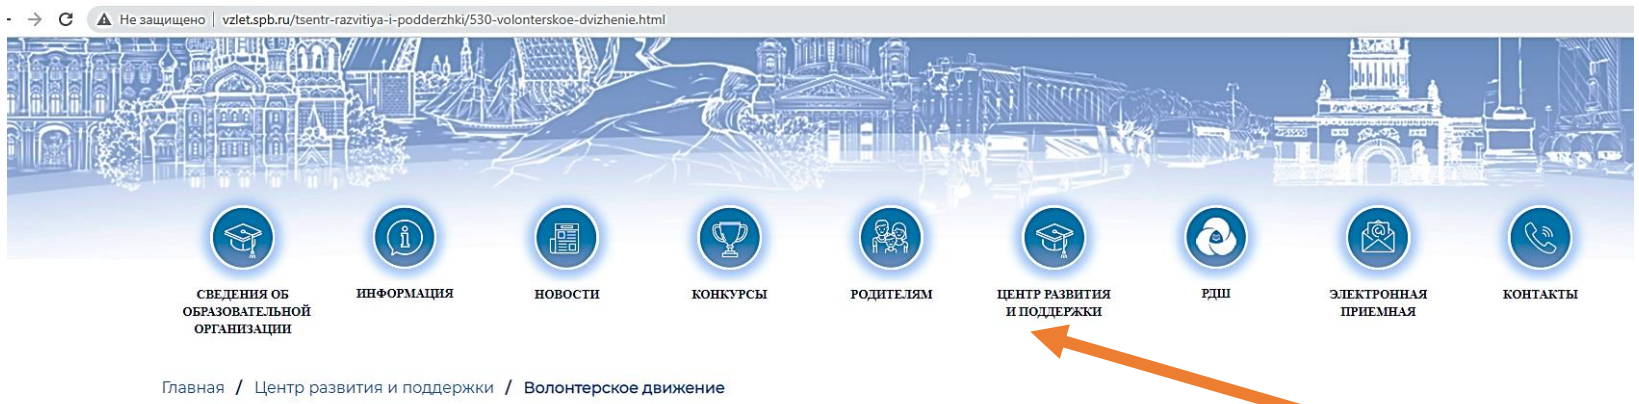 Не защищено | vzlet.spb.ru/tsentr-razvitiya-i-podderzhki/530-volonterskoe-dvizhenie.html
СВЕДЕНИЯ ОБ
ОБРАЗОВАТЕЛЬНОЙ
ОРГАНИЗАЦИИ
ИНФОРМАЦИЯ
НОВОСТИ
КОНКУРСЫ
РОДИТЕЛЯМ
ЦЕНТР РАЗВИТИЯ
И ПОДДЕРЖКИ
РДШ
ЭЛЕКТРОННАЯ
ПРИЕМНАЯ
КОНТАКТЫ
Главная / Центр развития и поддержки / Волонтерское движение